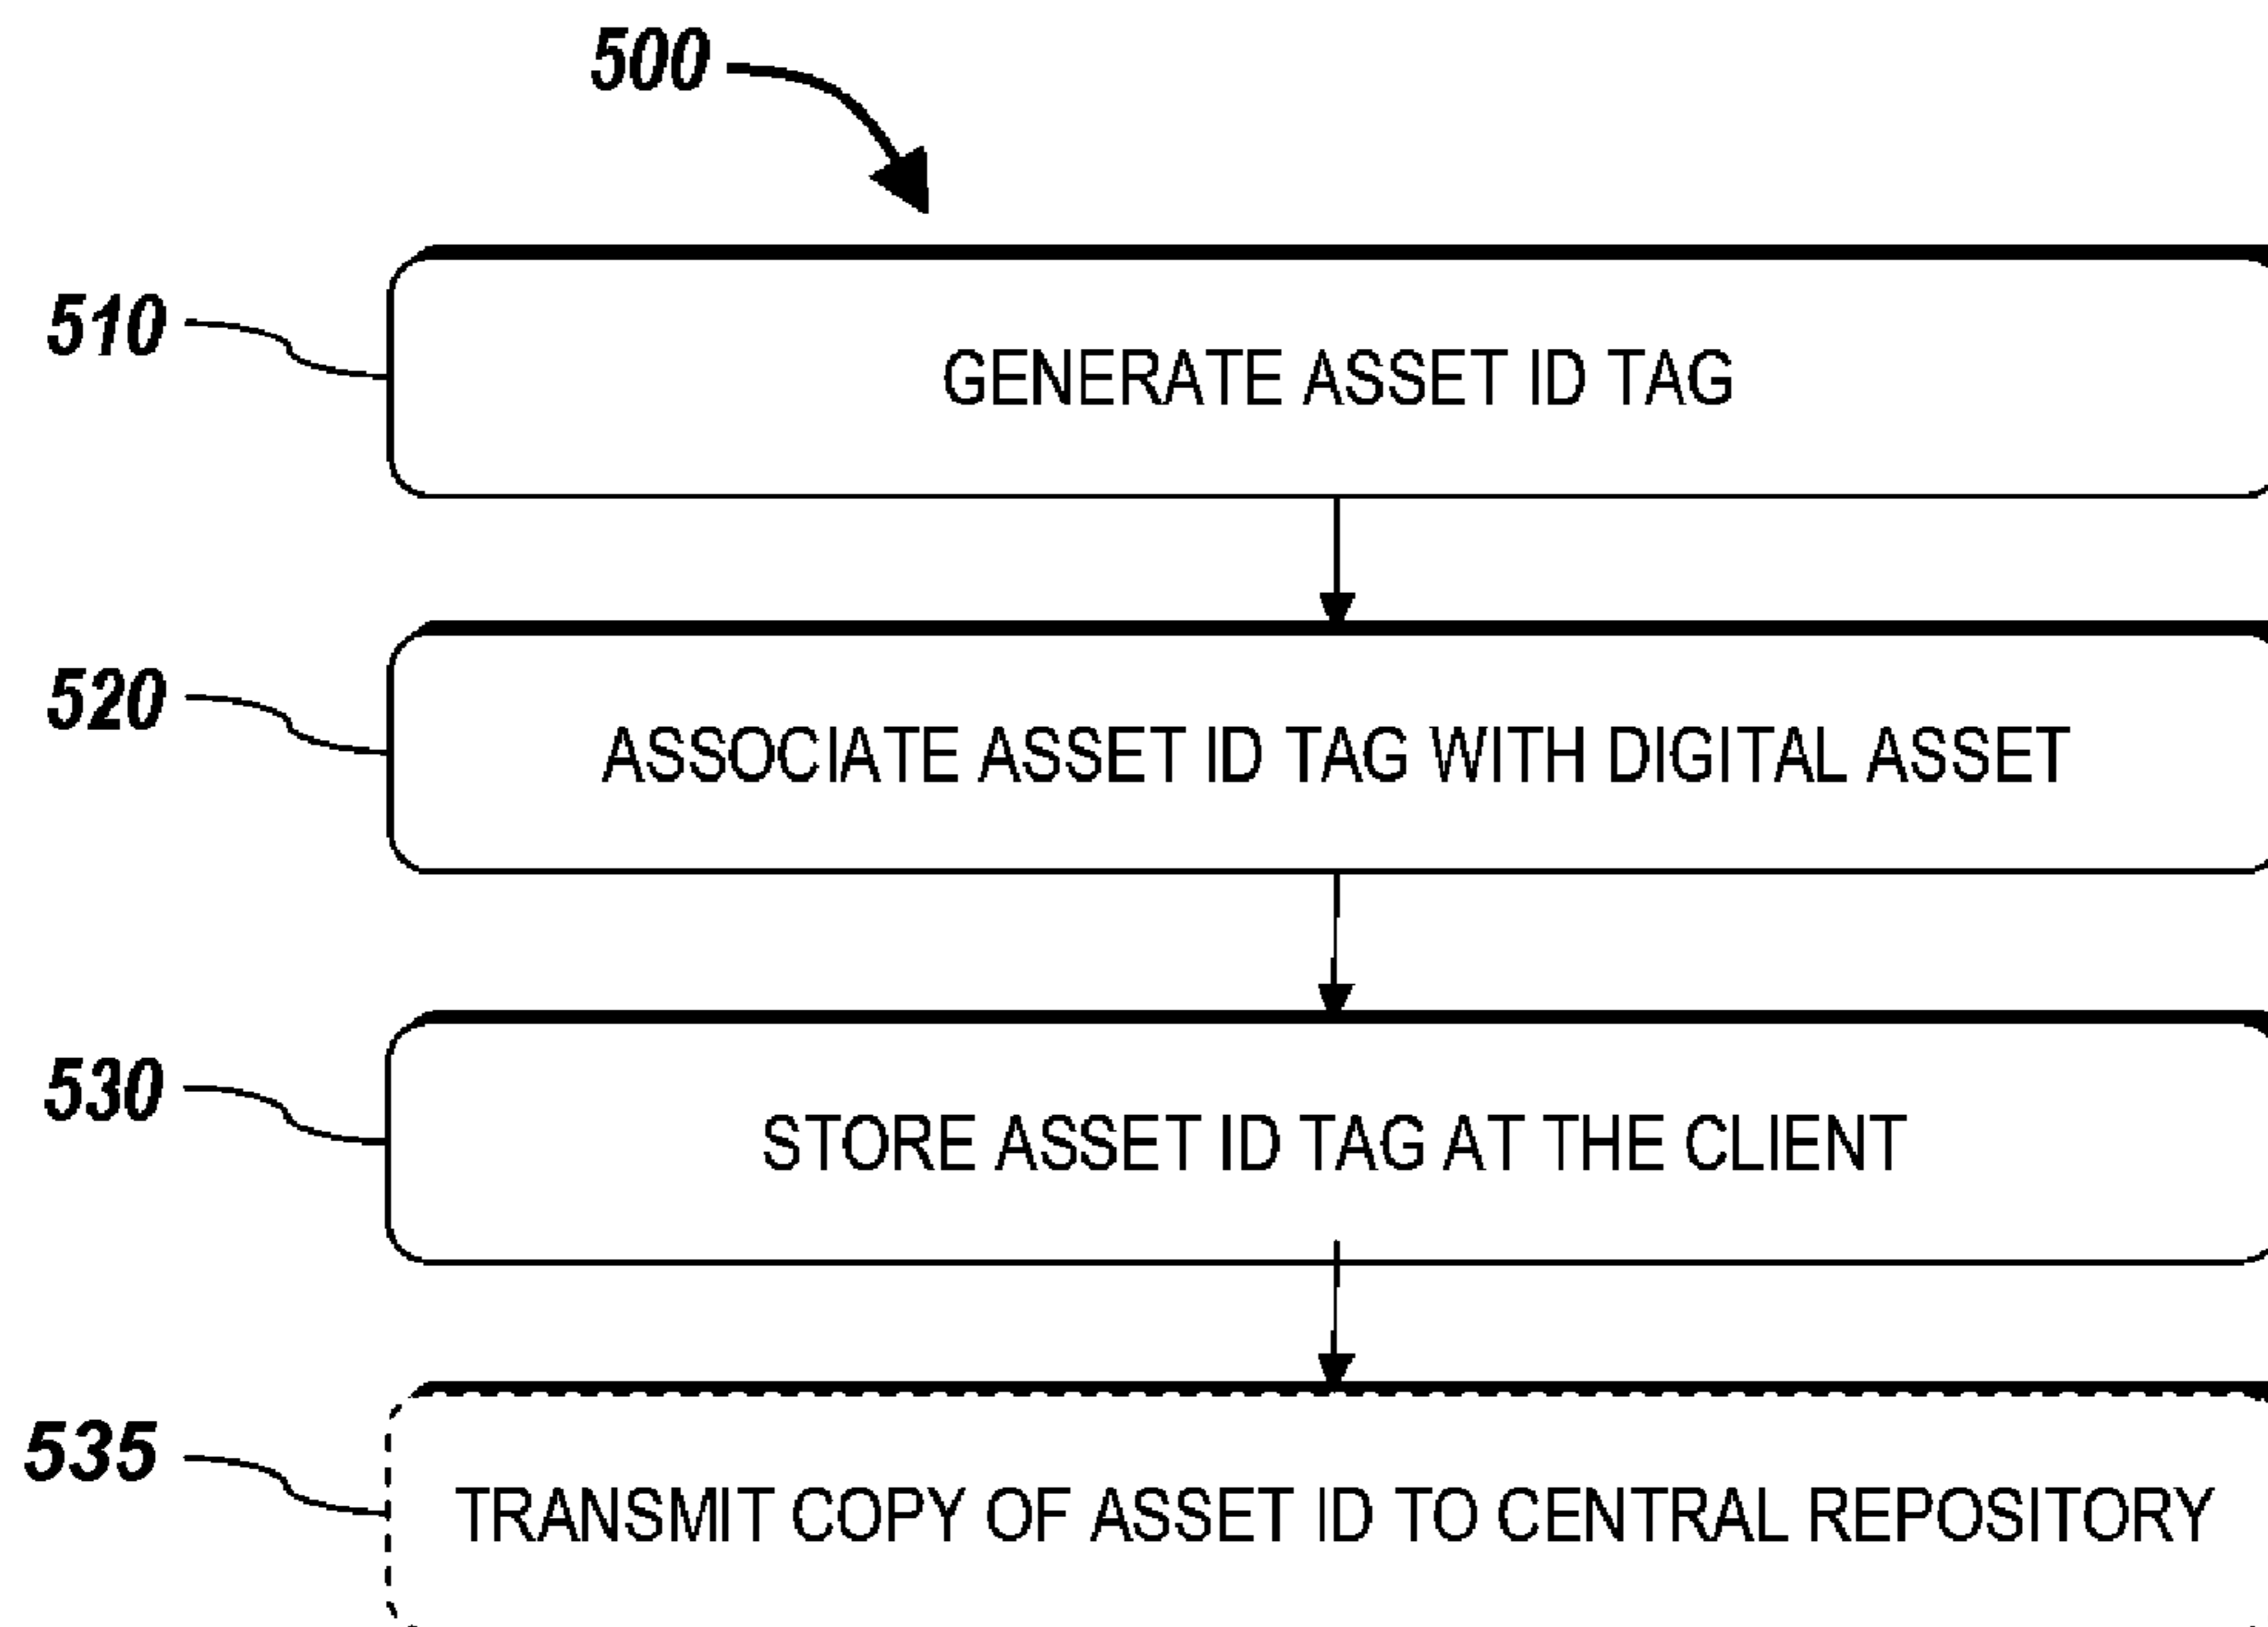 500
510
GENERATE ASSET ID TAG
520
ASSOCIATE ASSET ID TAG WITH DIGITAL ASSET
530
STORE ASSET ID TAG AT THE CLIENT
535
TRANSMIT COPY OF ASSET ID TO CENTRAL REPOSITORY